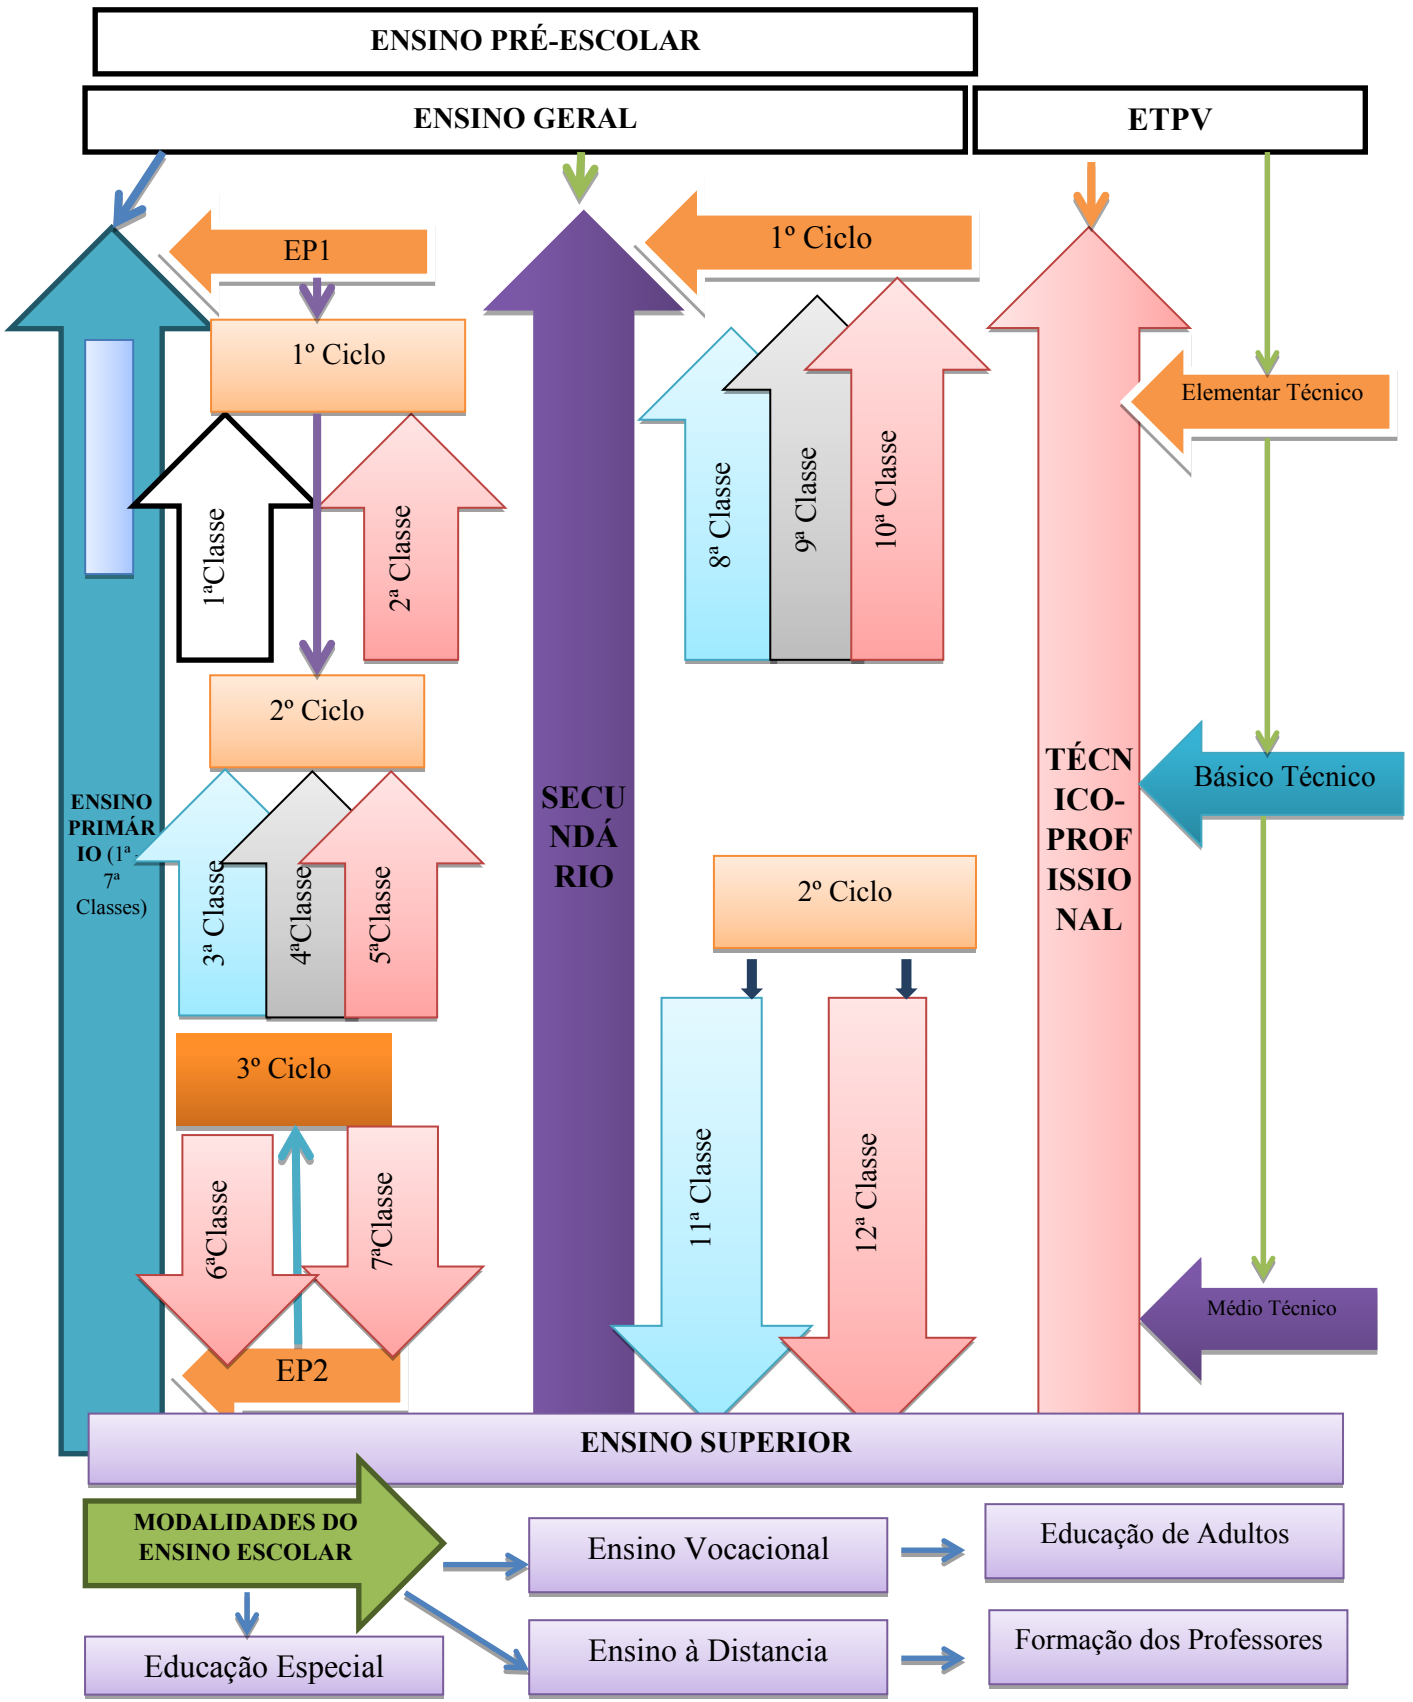 ENSINO PRÉ-ESCOLAR
ENSINO GERAL
ETPV
EP1
1º Ciclo
1º Ciclo
Elementar Técnico
1ªClasse
2ª Classe
8ª Classe
9ª Classe
10ª Classe
2º Ciclo
ENSINO
PRIMÁR
IO (1ª -
7ª
Classes)
3ª Classe
4ªClasse
5ªClasse
SECU
NDÁ
RIO
2º Ciclo
TÉCN
ICO-
PROF
ISSIO
NAL
Básico Técnico
3º Ciclo
6ªClasse
7ªClasse
11ª Classe
12ª Classe
Médio Técnico
EP2
ENSINO SUPERIOR
MODALIDADES DO
ENSINO ESCOLAR
Ensino Vocacional
Educação de Adultos
Educação Especial
Ensino à Distancia
Formação dos Professores